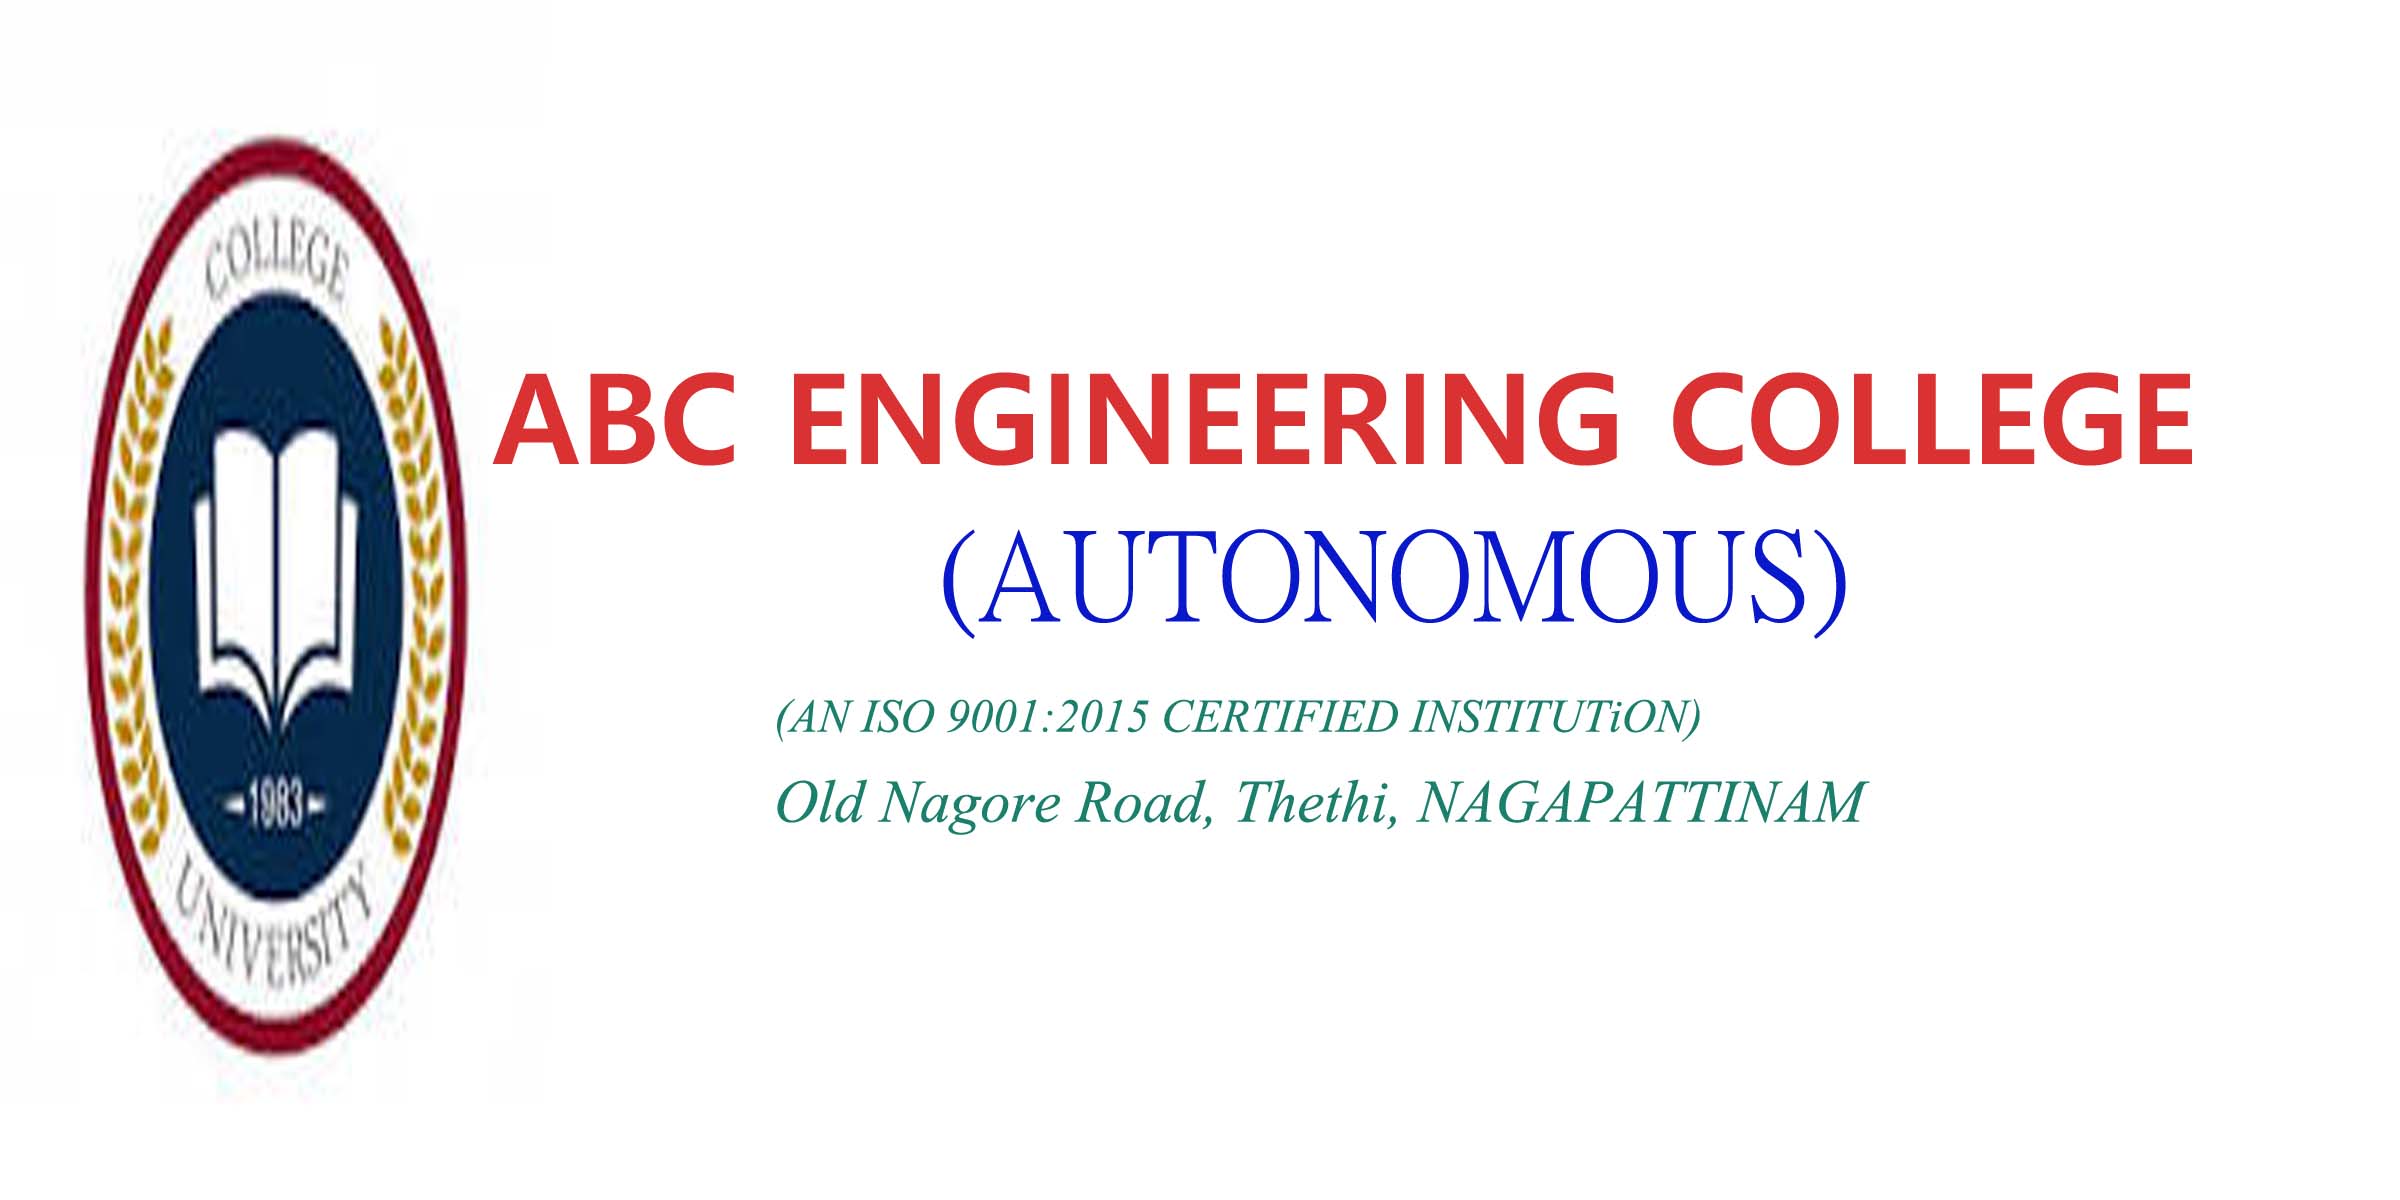 COLLEGE
1983
UNIVERSITY
ABC ENGINEERING COLLEGE
(AUTONOMOUS)
(AN ISO 9001:2015 CERTIFIED INSTITUTiON)
Old Nagore Road, Thethi, NAGAPATTINAM